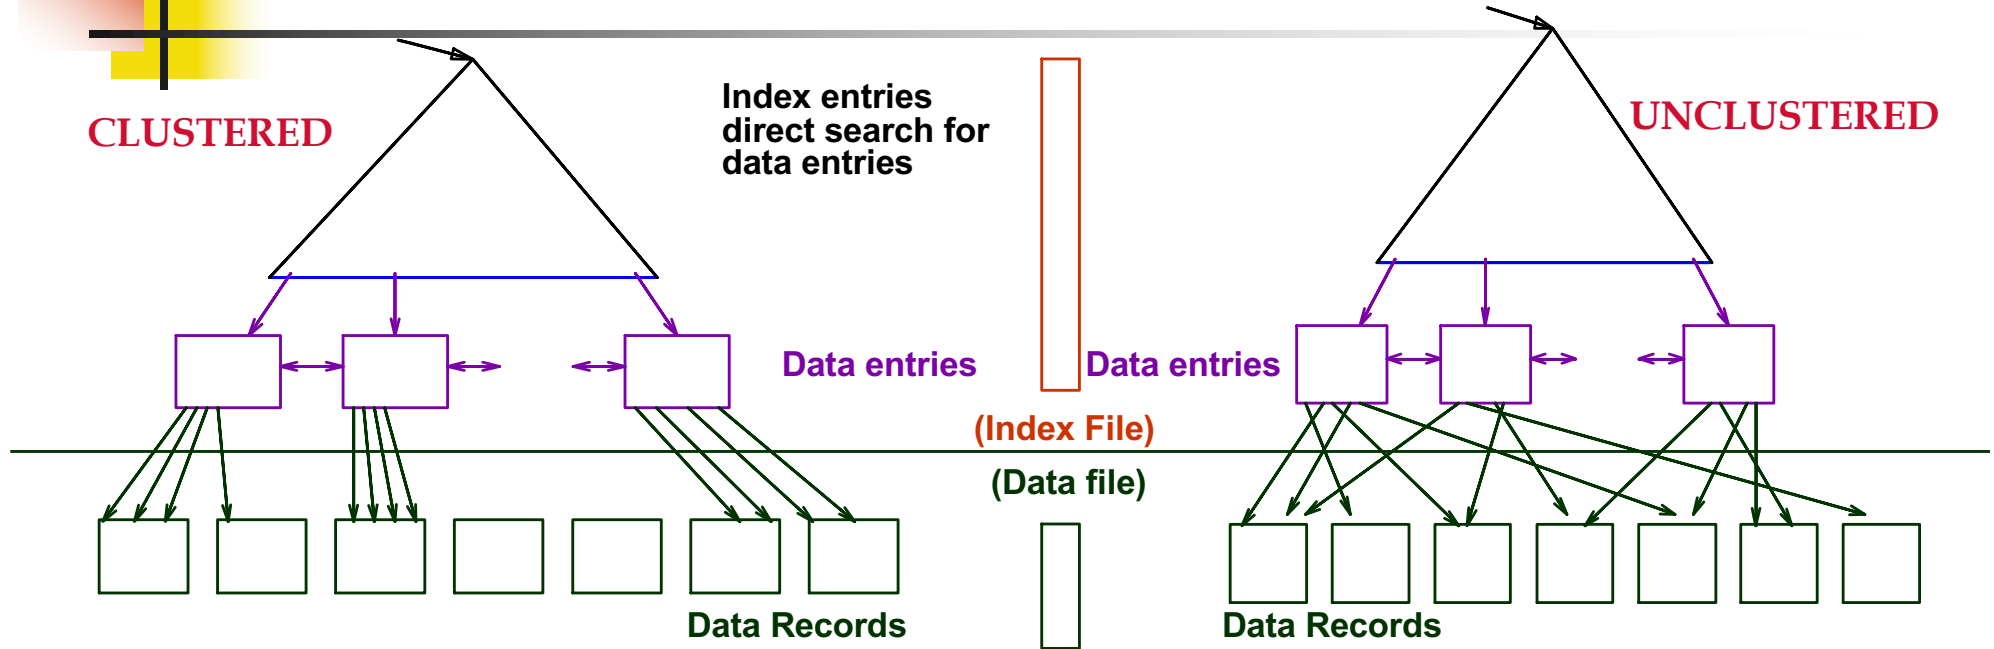 CLUSTERED
Index entries
direct search for
data entries
UNCLUSTERED
Data entries
Data entries
(Index File)
(Data file)
Data Records
Data Records